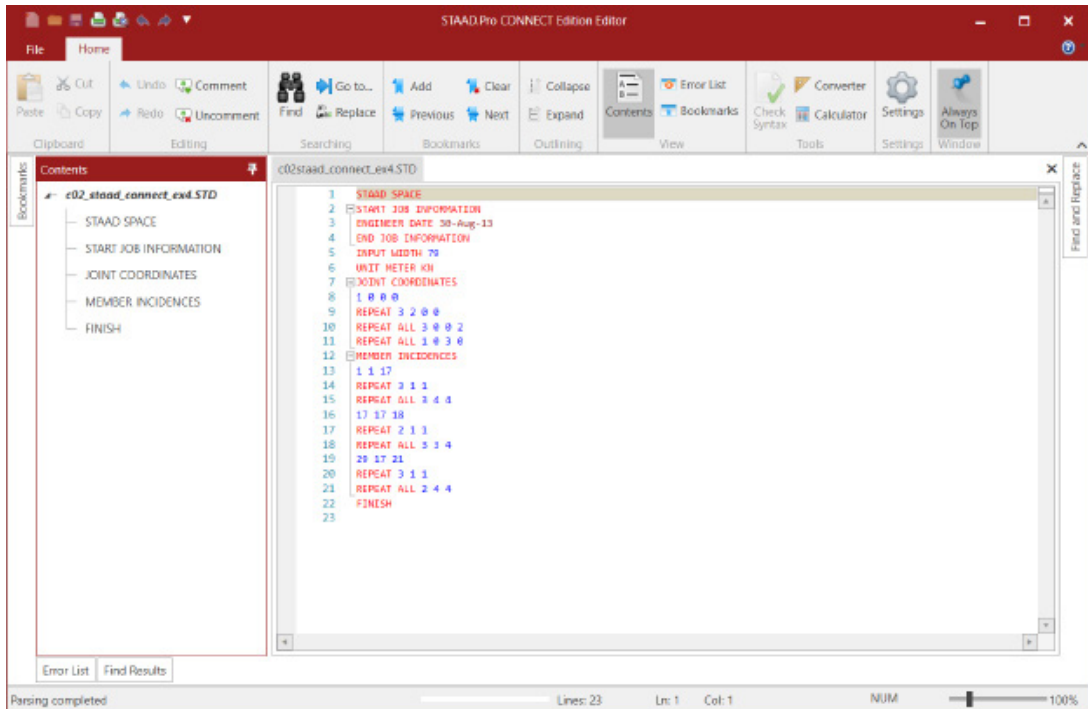 STAAD.Pro CONNECT Edition Editor
File Home
Paste Cut Copy Undo Redo Comment Uncomment Find Go to... Replace Add Previous Clear Next Collapse Expand Contents Error List Bookmarks Check Syntax Converter Calculator Settings Always On Top
Clipboard Editing Searching Bookmarks Outlining View Tools Settings Window
Bookmarks
Contents
c02_staad_connect_ex4.STD
STAAD SPACE
START JOB INFORMATION
JOINT COORDINATES
MEMBER INCIDENCES
FINISH
c02staad_connect_ex4.STD
1 STAAD SPACE
2 START JOB INFORMATION
3 ENGINEER DATE 30-Aug-13
4 END JOB INFORMATION
5 INPUT WIDTH 79
6 UNIT METER KN
7 JOINT COORDINATES
8 1 0 0 0
9 REPEAT 3 2 0 0
10 REPEAT ALL 3 0 0 2
11 REPEAT ALL 1 0 3 0
12 MEMBER INCIDENCES
13 1 1 17
14 REPEAT 3 1 1
15 REPEAT ALL 3 4 4
16 17 17 18
17 REPEAT 2 1 1
18 REPEAT ALL 3 3 4
19 29 17 21
20 REPEAT 3 1 1
21 REPEAT ALL 2 4 4
22 FINISH
23
Find and Replace
Error List Find Results
Parsing completed Lines: 23 Ln: 1 Col: 1 NUM 100%